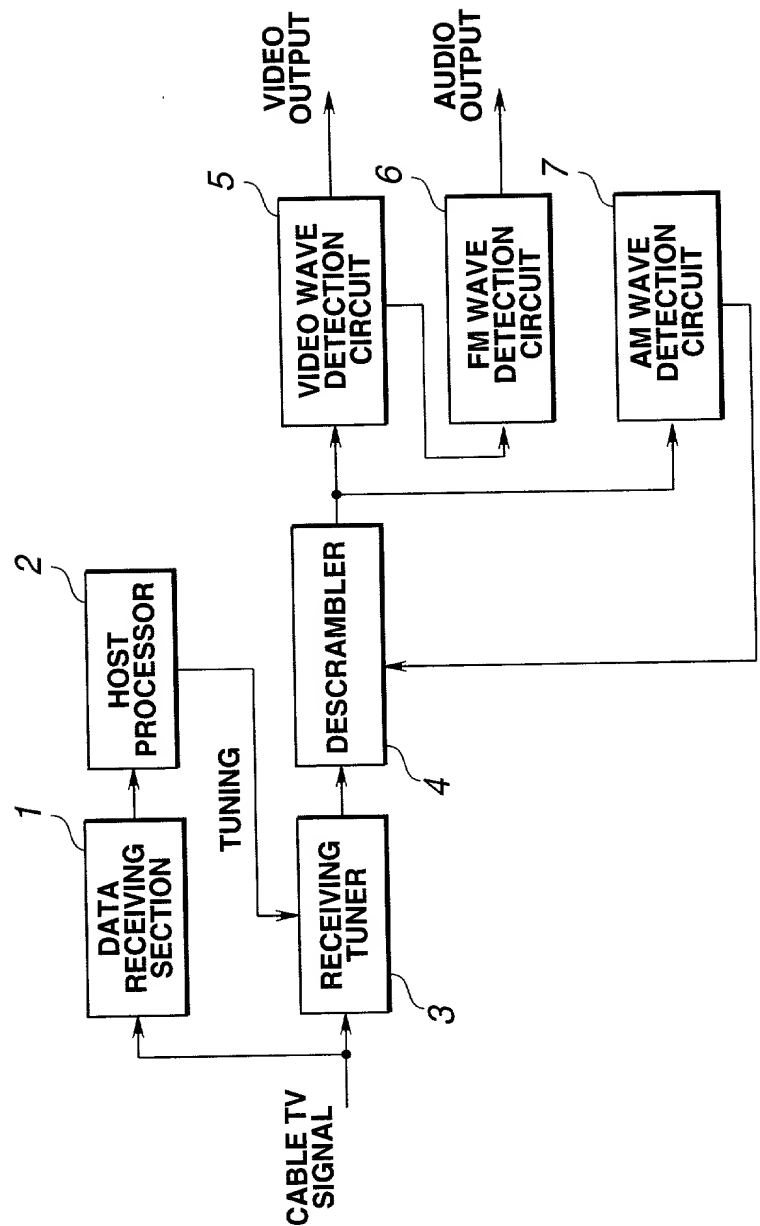 CABLE TV
SIGNAL
1
DATA
RECEIVING
SECTION
2
HOST
PROCESSOR
TUNING
3
RECEIVING
TUNER
4
DESCRAMBLER
5
VIDEO WAVE
DETECTION
CIRCUIT
VIDEO
OUTPUT
6
FM WAVE
DETECTION
CIRCUIT
AUDIO
OUTPUT
7
AM WAVE
DETECTION
CIRCUIT